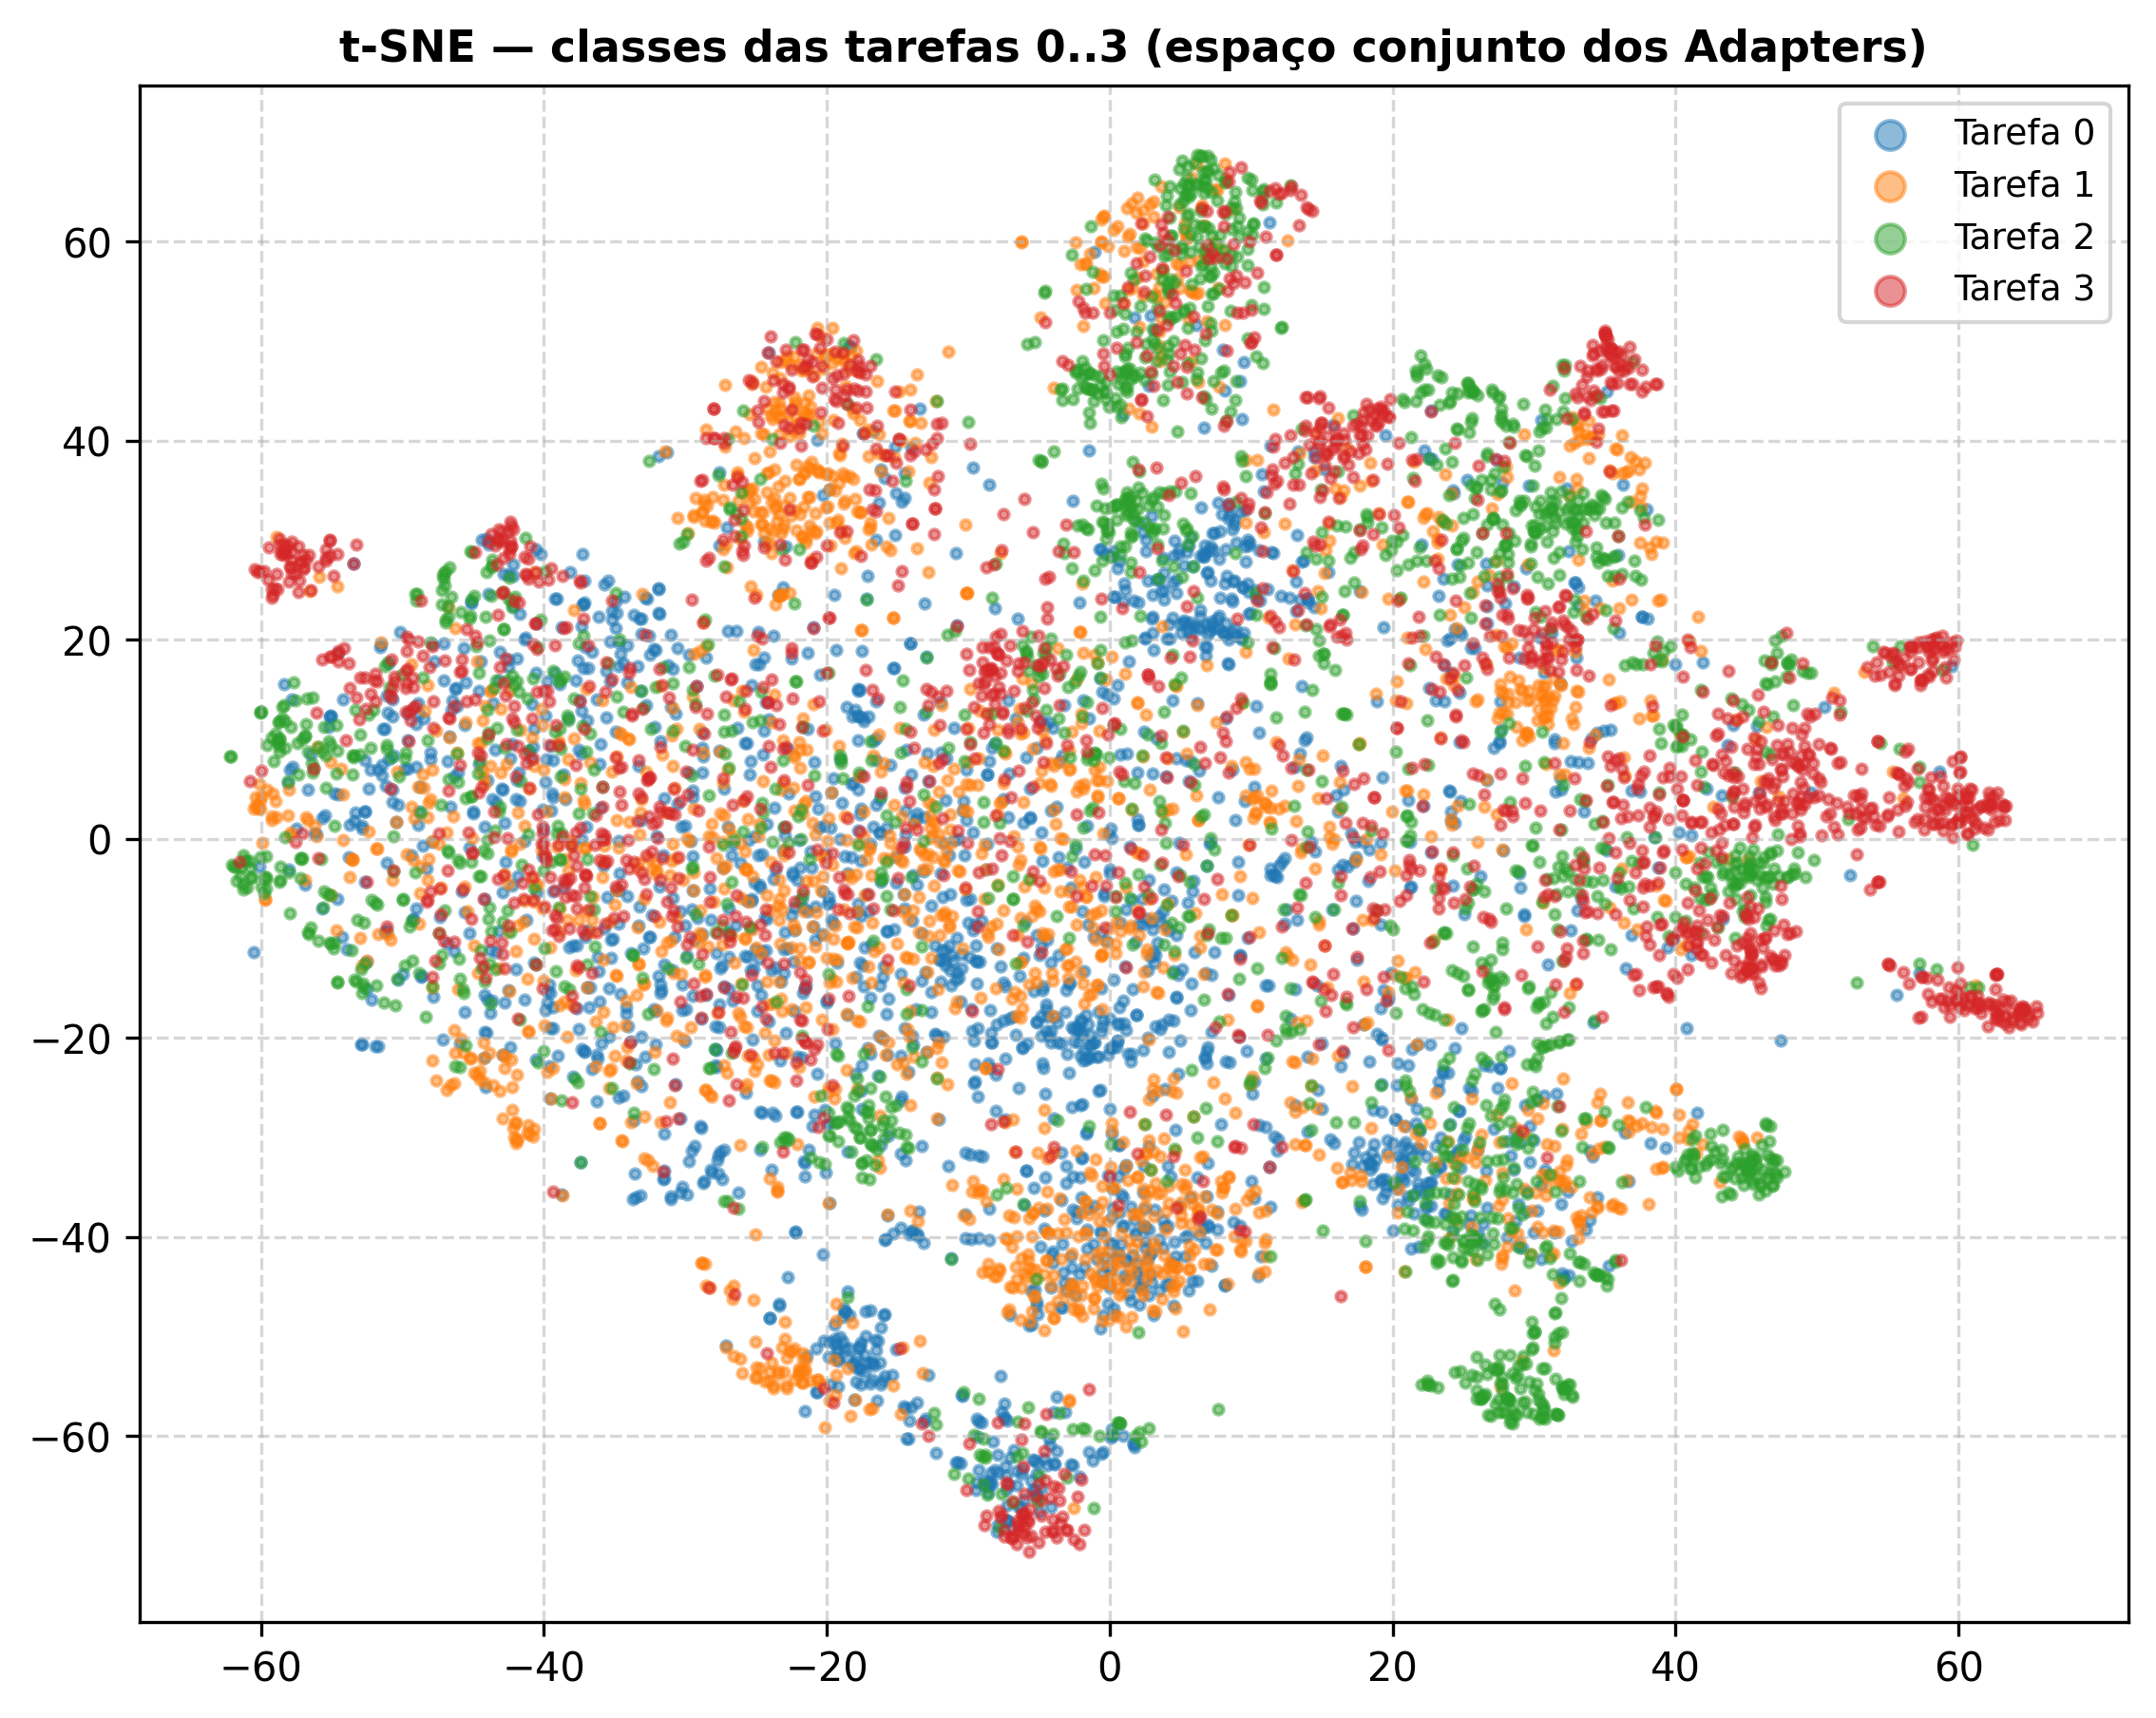 t-SNE — classes das tarefas 0..3 (espaço conjunto dos Adapters)
Tarefa 0
Tarefa 1
Tarefa 2
Tarefa 3
60
40
20
0
−20
−40
−60
−60 −40 −20 0 20 40 60